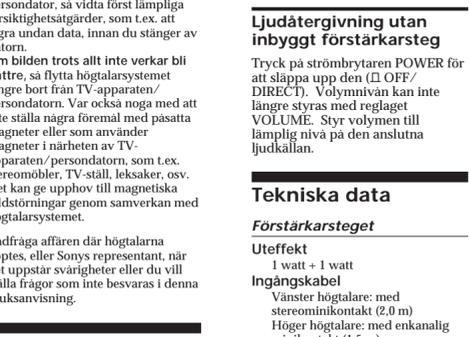 persondator, så vidta först lämpliga
försiktighetsåtgärder, som t.ex. att
undan data, innan du stänger av
bilden trots allt inte verkar bli
bättre, så flytta högtalarsystemet
längre bort från TV-apparaten/
persondatorn. Var också noga med att
inte ställa några föremål med påsatta
magneter eller som använder
magneter i närheten av TV-
apparaten/persondatorn, som t.ex.
stereomöbler, TV-ställ, leksaker, osv.
Det kan ge upphov till magnetiska
bildstörningar genom samverkan med
högtalarsystemet.
Rådfråga affären där högtalarna
köptes, eller Sonys representant, när
det uppstår svårigheter eller du vill
ställa frågor som inte besvaras i denna
bruksanvisning.
Ljudåtergivning utan
inbyggt förstärkarsteg
Tryck på strömbrytaren POWER för
att släppa upp den (⎍ OFF/
DIRECT). Volymnivån kan inte
längre styras med reglaget
VOLUME. Styr volymen till
lämplig nivå på den anslutna
ljudkällan.
Tekniska data
Förstärkarsteget
Uteffekt
1 watt + 1 watt
Ingångskabel
Vänster högtalare: med
stereominikontakt (2,0 m)
Höger högtalare: med enkanalig